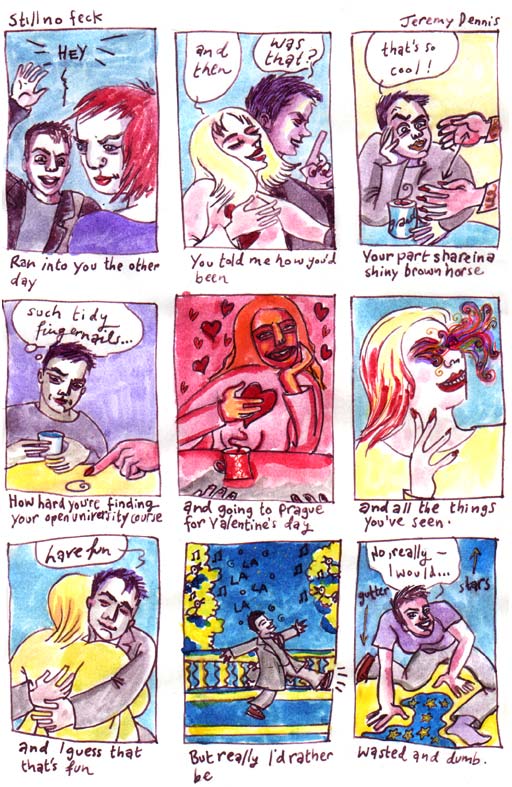 Still no feck
Jeremy Dennis
HEY
Ran into you the other
day
and
then
was
that?
You told me how you'd
been
that's so
cool!
Your part share in a
shiny brown horse
such tidy
fingernails...
How hard you're finding
your open university course
and going to Prague
for Valentine's day
and all the things
you've seen.
have fun
and I guess that
that's fun
LA
LA
LA
LA
But really I'd rather
be
No, really –
I would...
gutter
stars
Wasted and dumb.